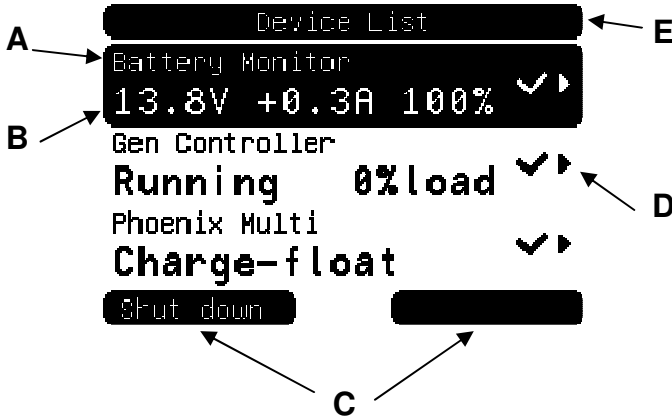 Device List
E
A
Battery Monitor
13.8V +0.3A 100%
B
Gen Controller
Running 0%load
D
Phoenix Multi
Charge-float
Shut down
C